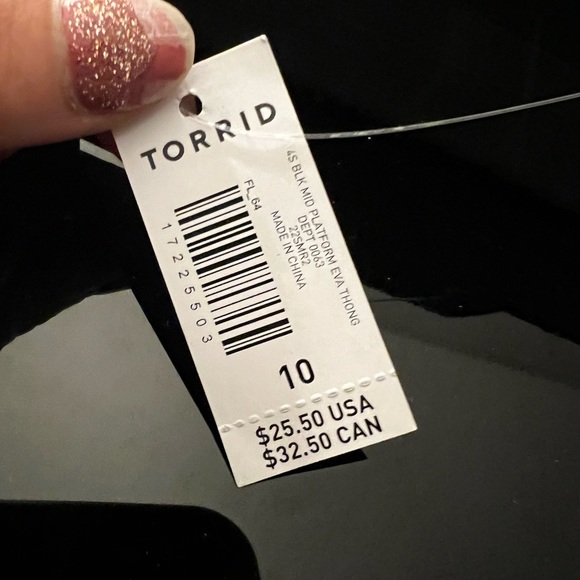 TORRID
4S BLK MID PLATFORM EVA THONG
DEPT 0063
22SMR2
MADE IN CHINA
FL_64
17225503
10
$25.50 USA
$32.50 CAN